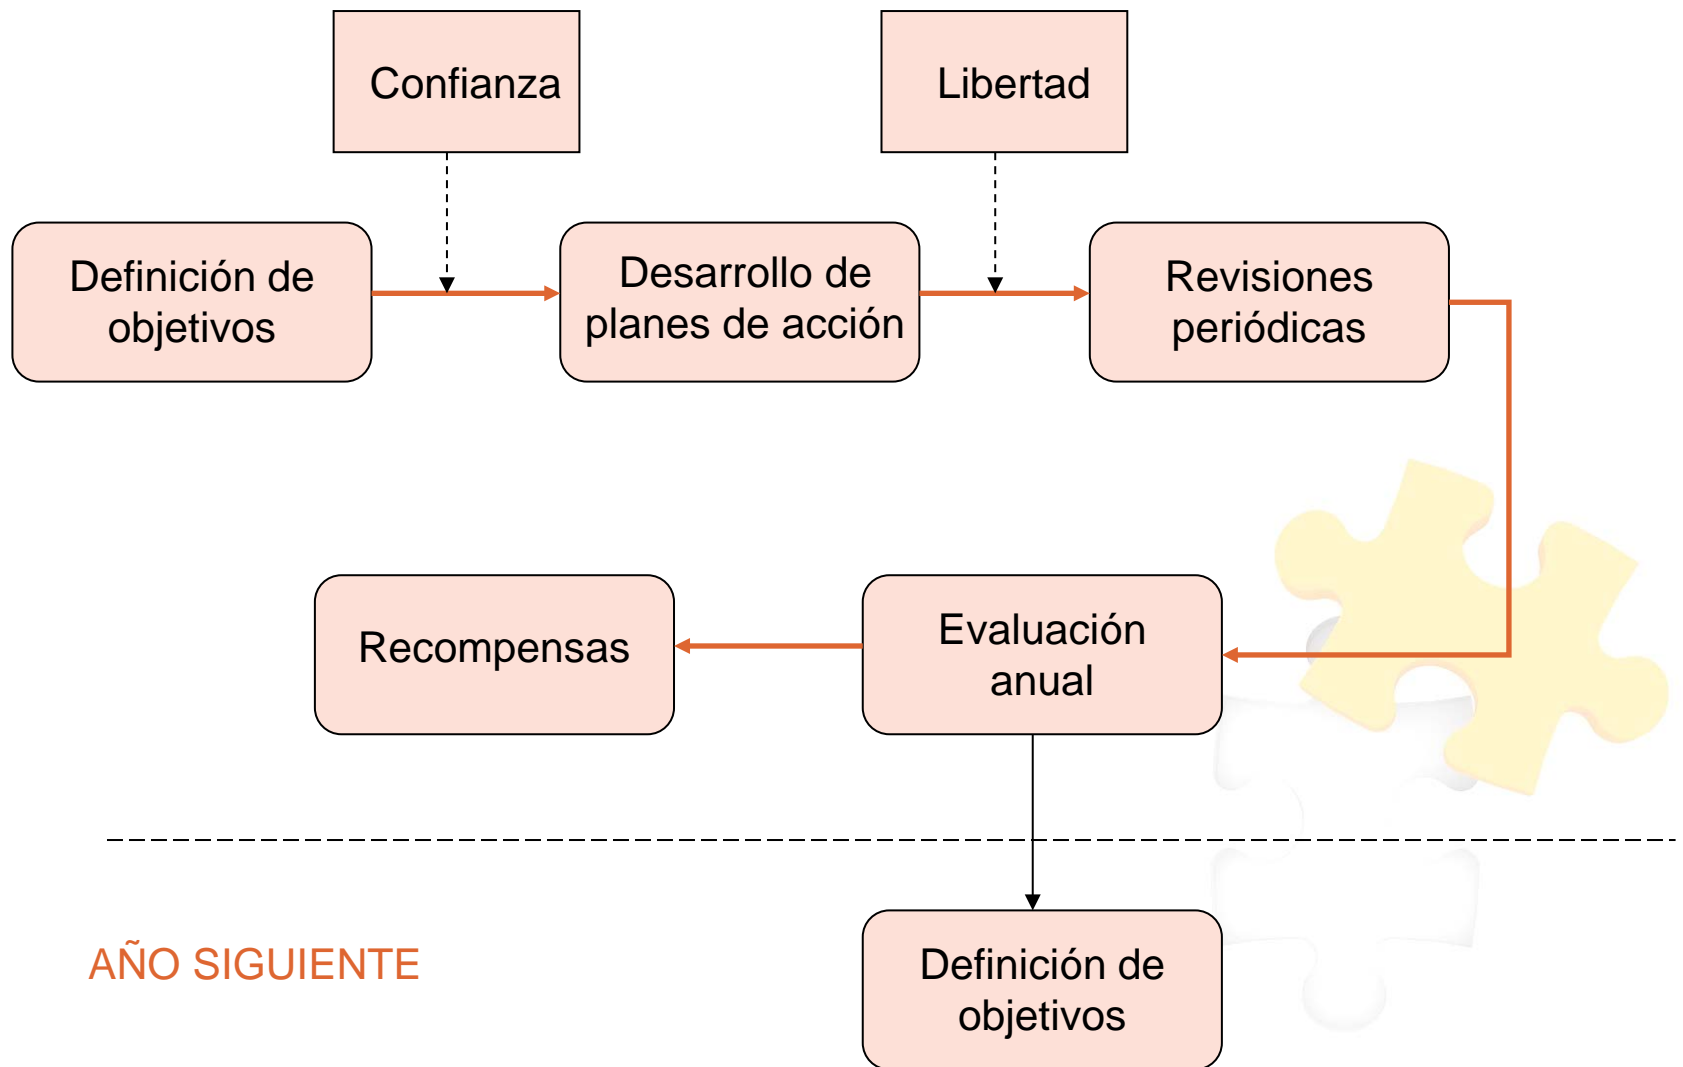 Confianza
Libertad
Definición de
objetivos
Desarrollo de
planes de acción
Revisiones
periódicas
Recompensas
Evaluación
anual
AÑO SIGUIENTE
Definición de
objetivos